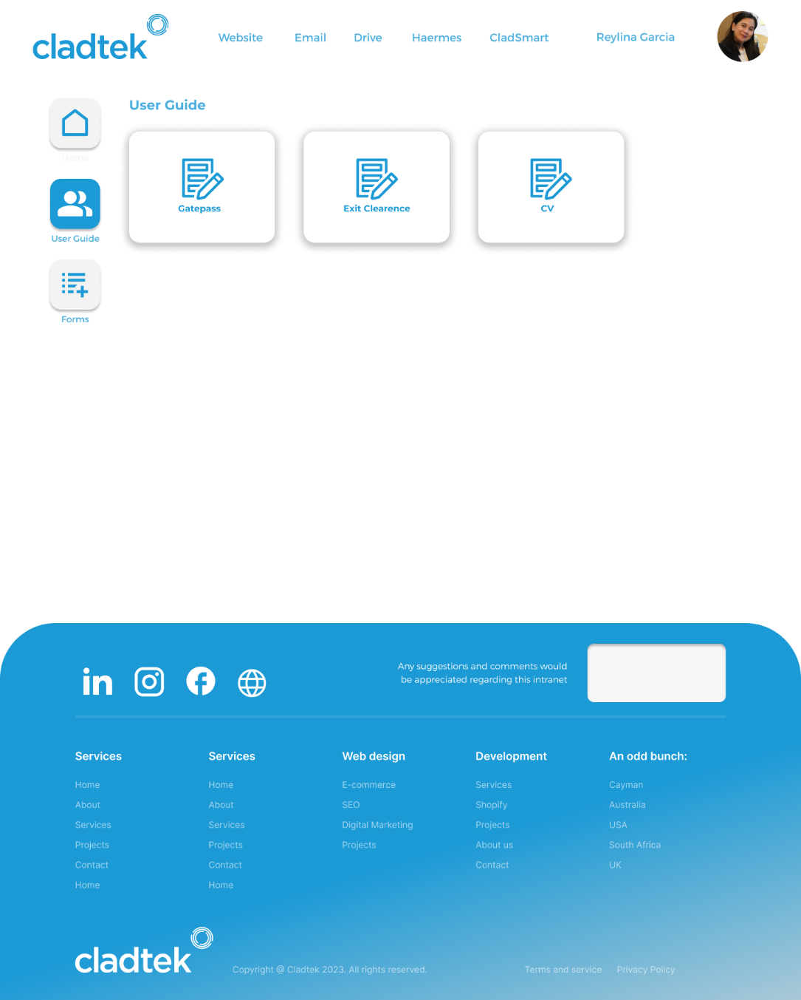 cladtek
Website Email Drive Haermes CladSmart Reylina Garcia
User Guide
Home
User Guide
Forms
Gatepass
Exit Clearence
CV
Any suggestions and comments would
be appreciated regarding this intranet
Services
Home
About
Services
Projects
Contact
Home
Services
Home
About
Services
Projects
Contact
Home
Web design
E-commerce
SEO
Digital Marketing
Projects
Development
Services
Shopify
Projects
About us
Contact
An odd bunch:
Cayman
Australia
USA
South Africa
UK
cladtek
Copyright @ Cladtek 2023. All rights reserved.
Terms and service Privacy Policy